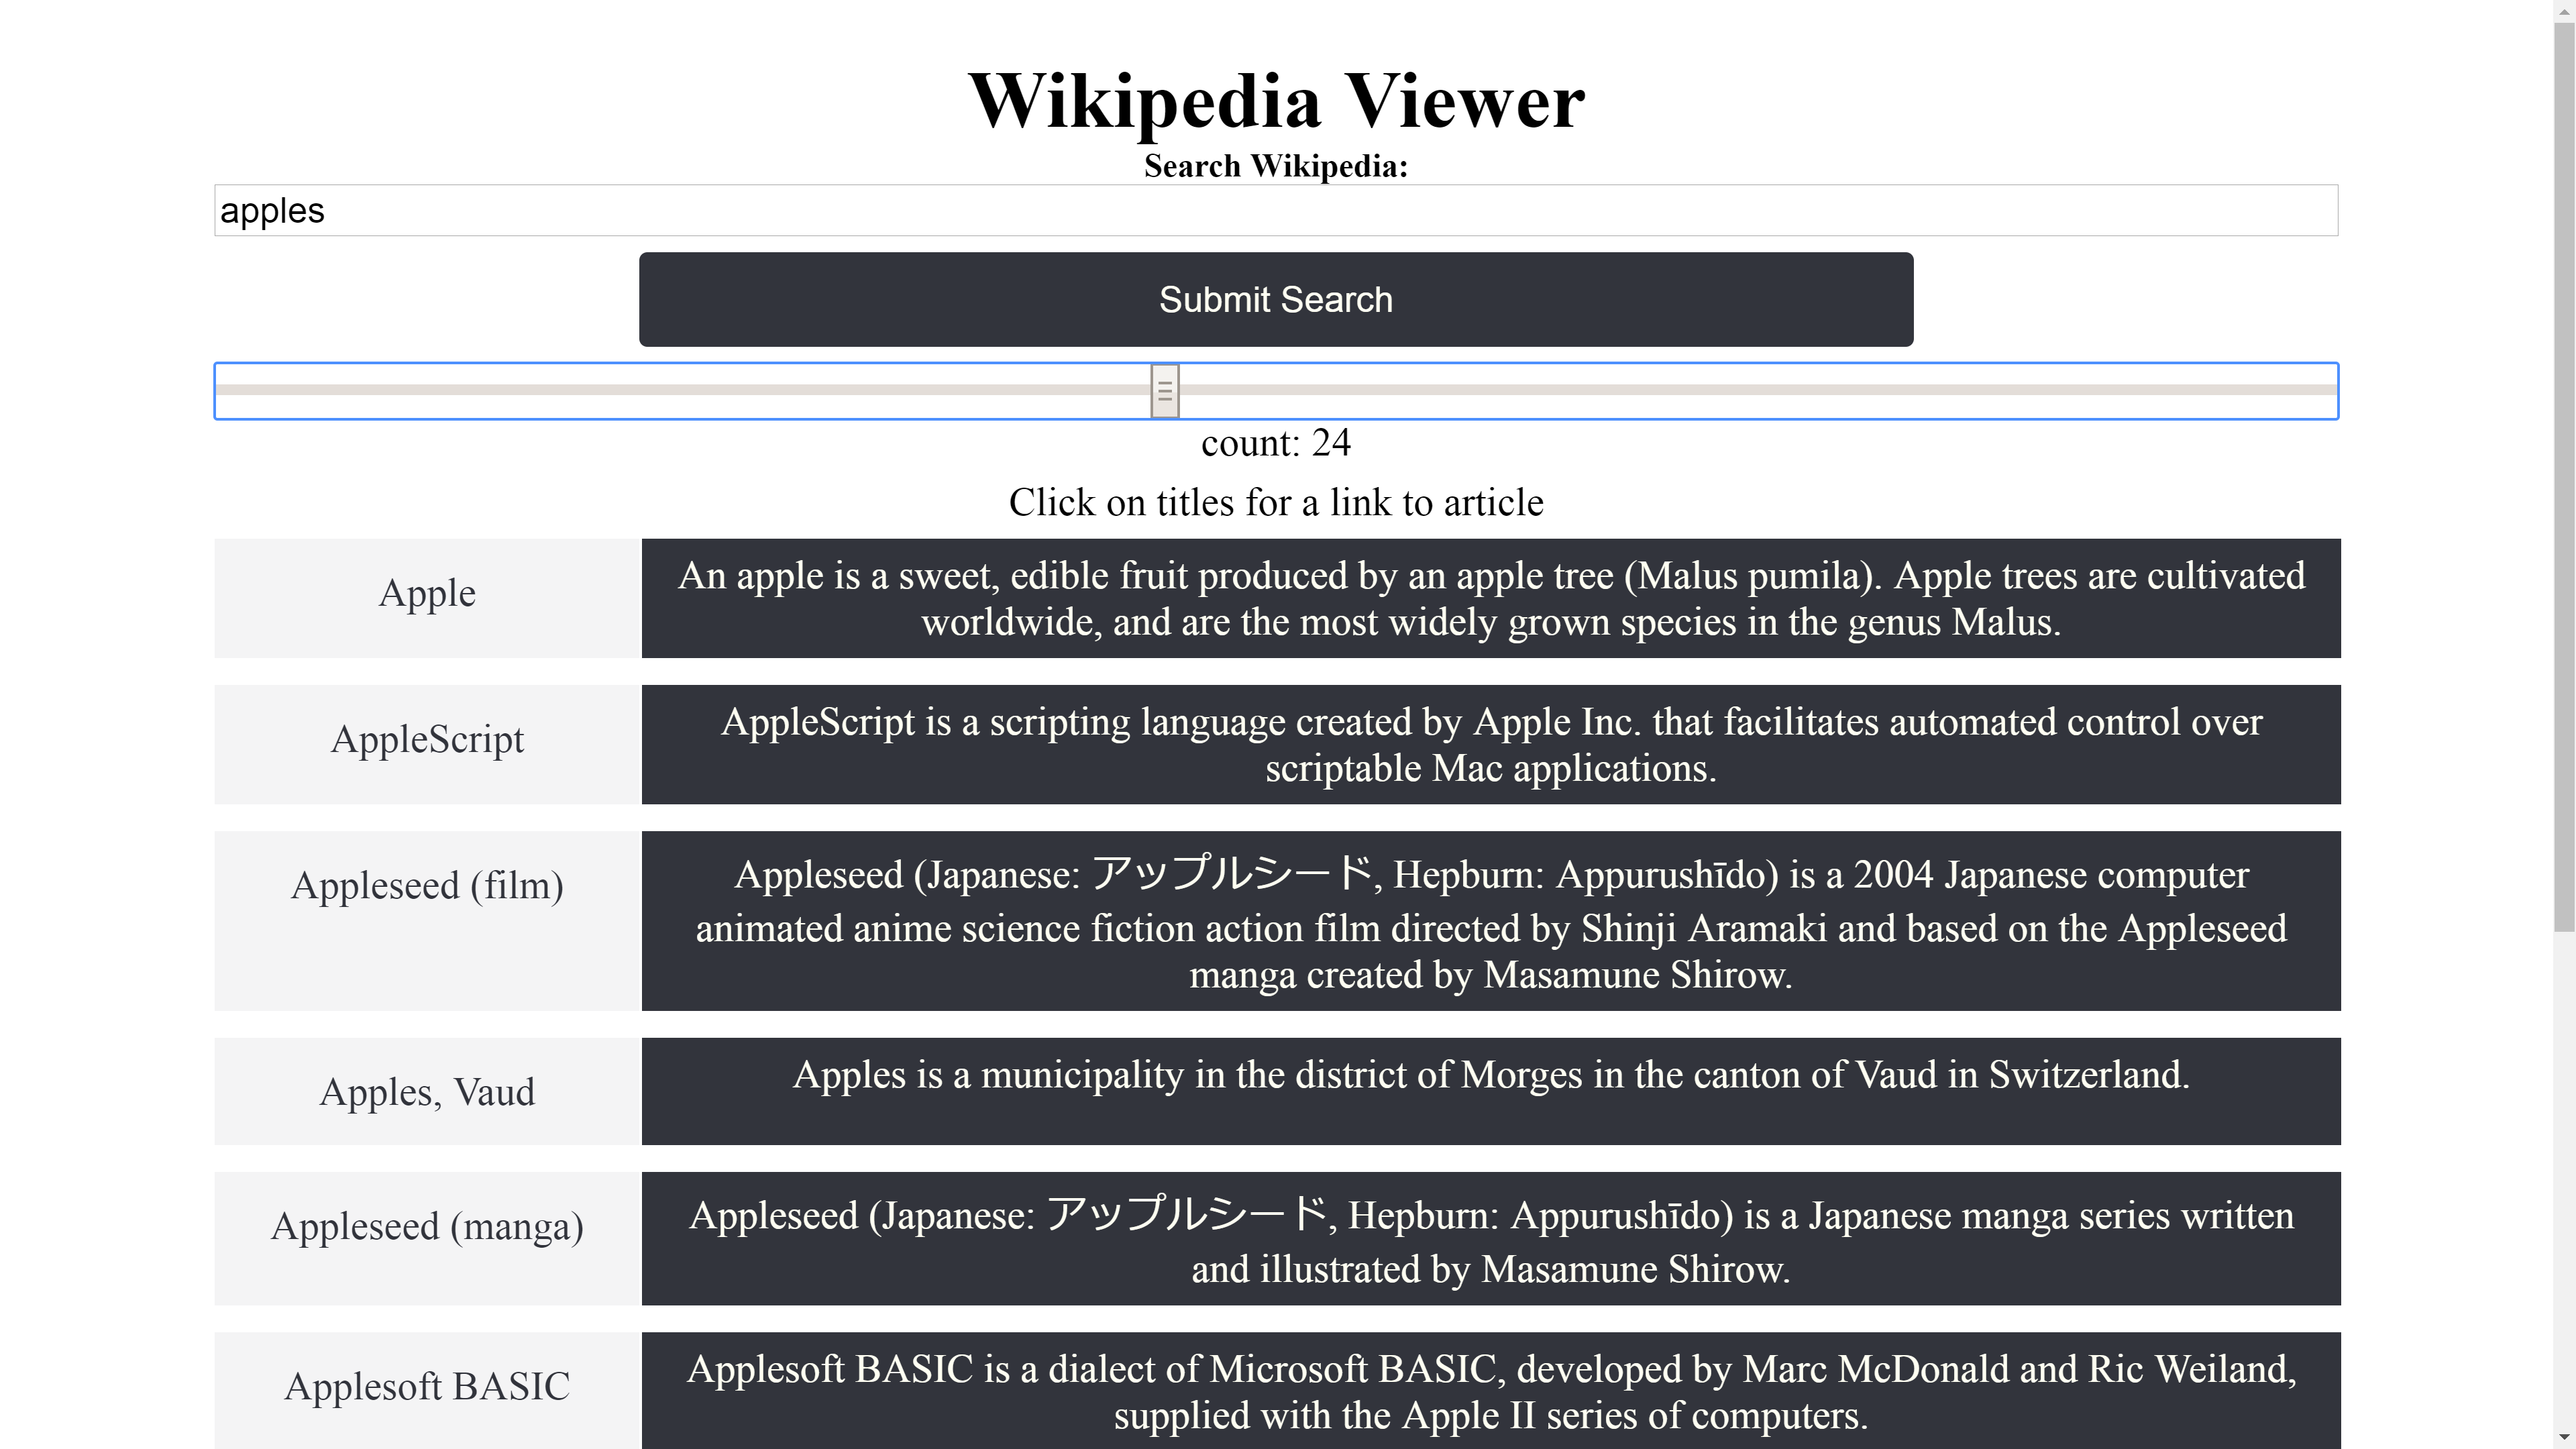 Wikipedia Viewer
Search Wikipedia:
apples
Submit Search
count: 24
Click on titles for a link to article
Apple
An apple is a sweet, edible fruit produced by an apple tree (Malus pumila). Apple trees are cultivated
worldwide, and are the most widely grown species in the genus Malus.
AppleScript
AppleScript is a scripting language created by Apple Inc. that facilitates automated control over
scriptable Mac applications.
Appleseed (film)
Appleseed (Japanese: アップルシード, Hepburn: Appurushīdo) is a 2004 Japanese computer
animated anime science fiction action film directed by Shinji Aramaki and based on the Appleseed
manga created by Masamune Shirow.
Apples, Vaud
Apples is a municipality in the district of Morges in the canton of Vaud in Switzerland.
Appleseed (manga)
Appleseed (Japanese: アップルシード, Hepburn: Appurushīdo) is a Japanese manga series written
and illustrated by Masamune Shirow.
Applesoft BASIC
Applesoft BASIC is a dialect of Microsoft BASIC, developed by Marc McDonald and Ric Weiland,
supplied with the Apple II series of computers.